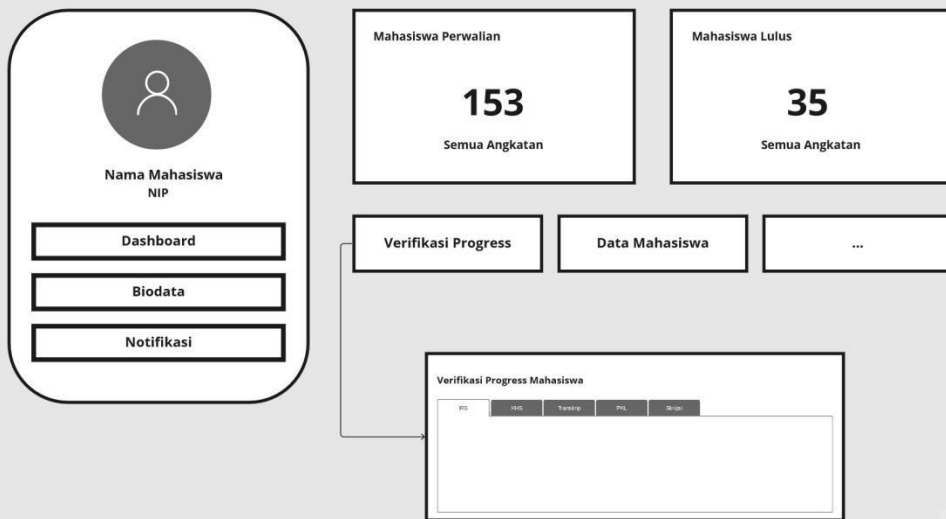 Nama Mahasiswa
NIP
Dashboard
Biodata
Notifikasi
Mahasiswa Perwalian
153
Semua Angkatan
Mahasiswa Lulus
35
Semua Angkatan
Verifikasi Progress
Data Mahasiswa
...
Verifikasi Progress Mahasiswa
IRS
KHS
Transkrip
PKL
Skripsi